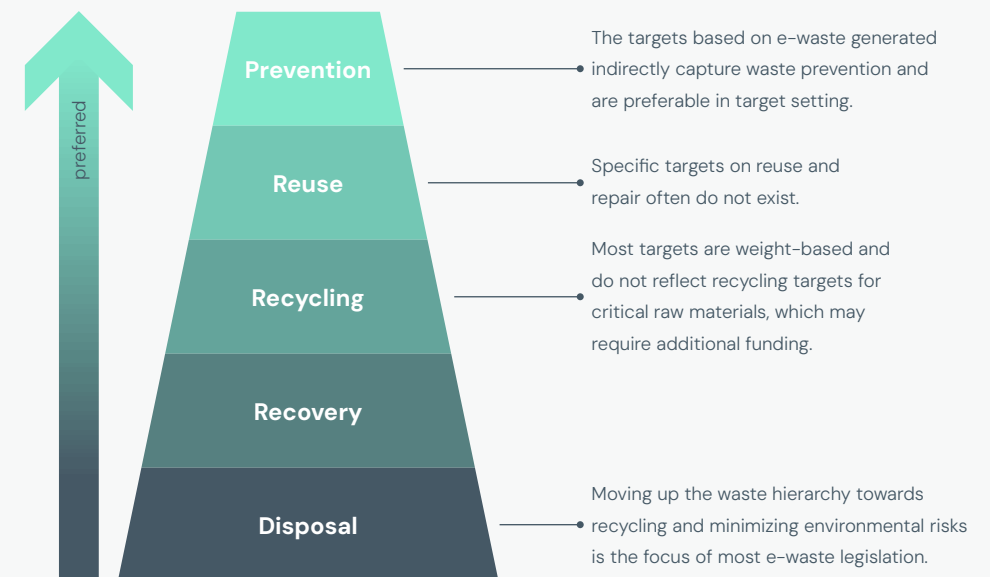 preferred
Prevention
The targets based on e-waste generated
indirectly capture waste prevention and
are preferable in target setting.
Reuse
Specific targets on reuse and
repair often do not exist.
Recycling
Most targets are weight-based and
do not reflect recycling targets for
critical raw materials, which may
require additional funding.
Recovery
Disposal
Moving up the waste hierarchy towards
recycling and minimizing environmental risks
is the focus of most e-waste legislation.